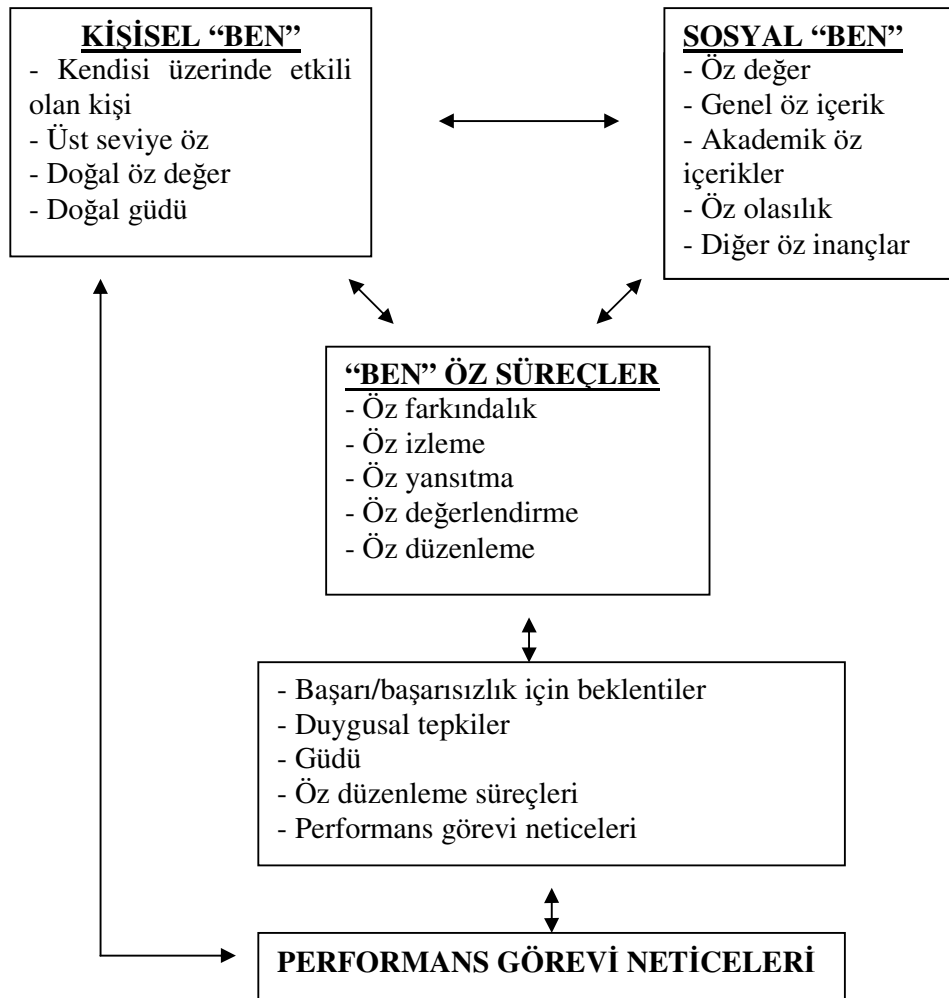 KİŞİSEL “BEN”
- Kendisi üzerinde etkili
olan kişi
- Üst seviye öz
- Doğal öz değer
- Doğal güdü
SOSYAL “BEN”
- Öz değer
- Genel öz içerik
- Akademik öz
içerikler
- Öz olasılık
- Diğer öz inançlar
“BEN” ÖZ SÜREÇLER
- Öz farkındalık
- Öz izleme
- Öz yansıtma
- Öz değerlendirme
- Öz düzenleme
- Başarı/başarısızlık için beklentiler
- Duygusal tepkiler
- Güdü
- Öz düzenleme süreçleri
- Performans görevi neticeleri
PERFORMANS GÖREVİ NETİCELERİ